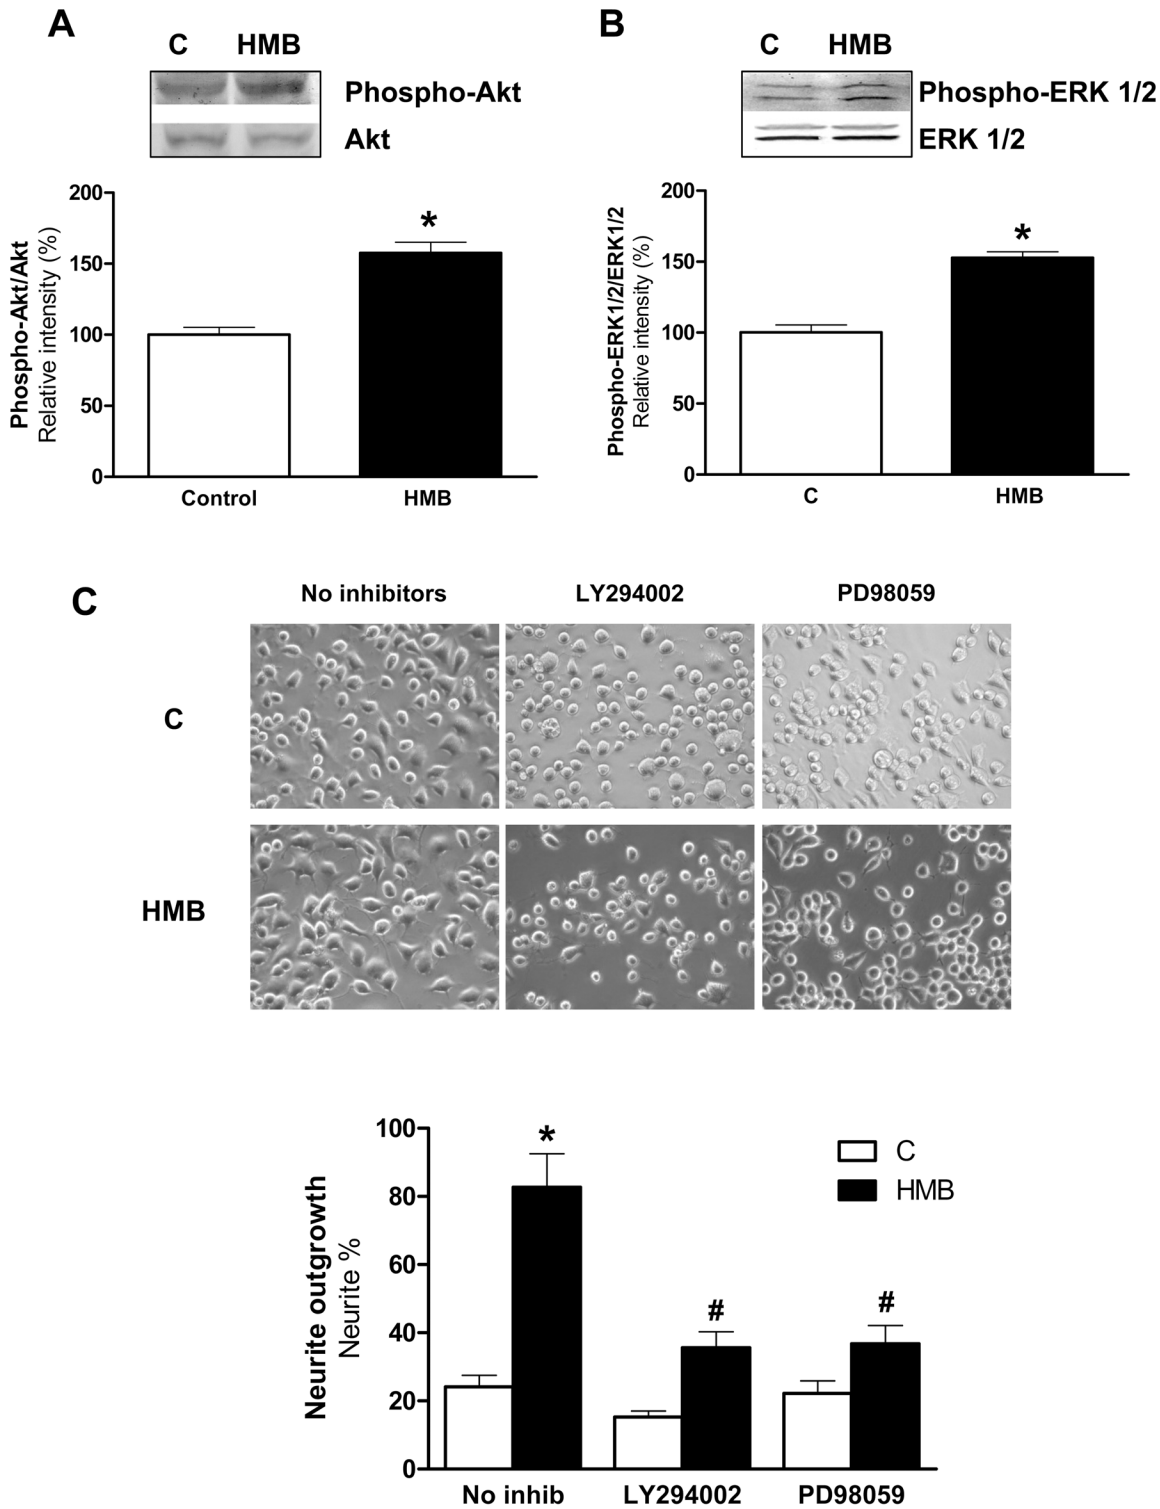 A
C HMB
Phospho-Akt
Akt
Phospho-Akt/Akt
Relative intensity (%)
200
150
100
50
0
*
Control HMB
B
C HMB
Phospho-ERK 1/2
ERK 1/2
Phospho-ERK1/2/ERK1/2
Relative intensity (%)
200
150
100
50
0
*
C HMB
C
No inhibitors LY294002 PD98059
C
HMB
Neurite outgrowth
Neurite %
100
80
60
40
20
0
*
#
#
C
HMB
No inhib LY294002 PD98059